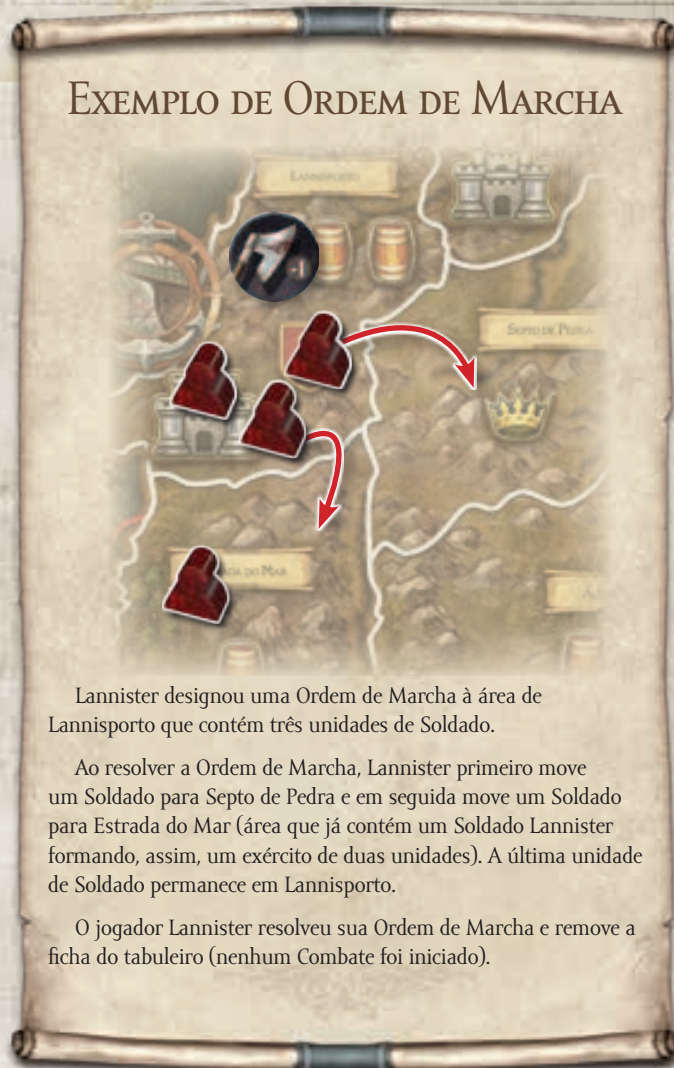 Exemplo de Ordem de Marcha
Lannisporto
-1
Septo de Pedra
do Mar
Lannister designou uma Ordem de Marcha à área de
Lannisporto que contém três unidades de Soldado.
Ao resolver a Ordem de Marcha, Lannister primeiro move
um Soldado para Septo de Pedra e em seguida move um Soldado
para Estrada do Mar (área que já contém um Soldado Lannister
formando, assim, um exército de duas unidades). A última unidade
de Soldado permanece em Lannisporto.
O jogador Lannister resolveu sua Ordem de Marcha e remove a
ficha do tabuleiro (nenhum Combate foi iniciado).